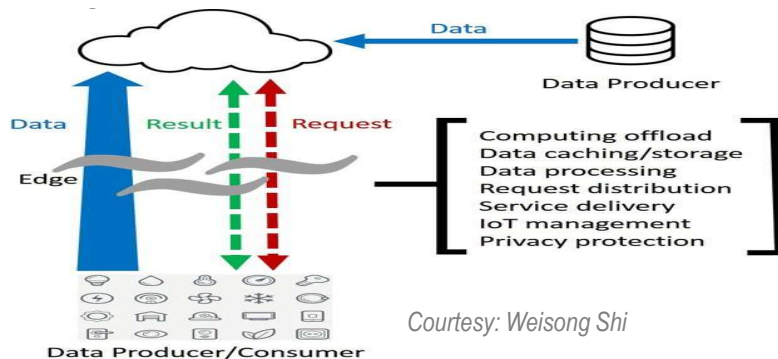 Data
Data Producer
Data
Result
Request
Edge
Computing offload
Data caching/storage
Data processing
Request distribution
Service delivery
IoT management
Privacy protection
Courtesy: Weisong Shi
Data Producer/Consumer